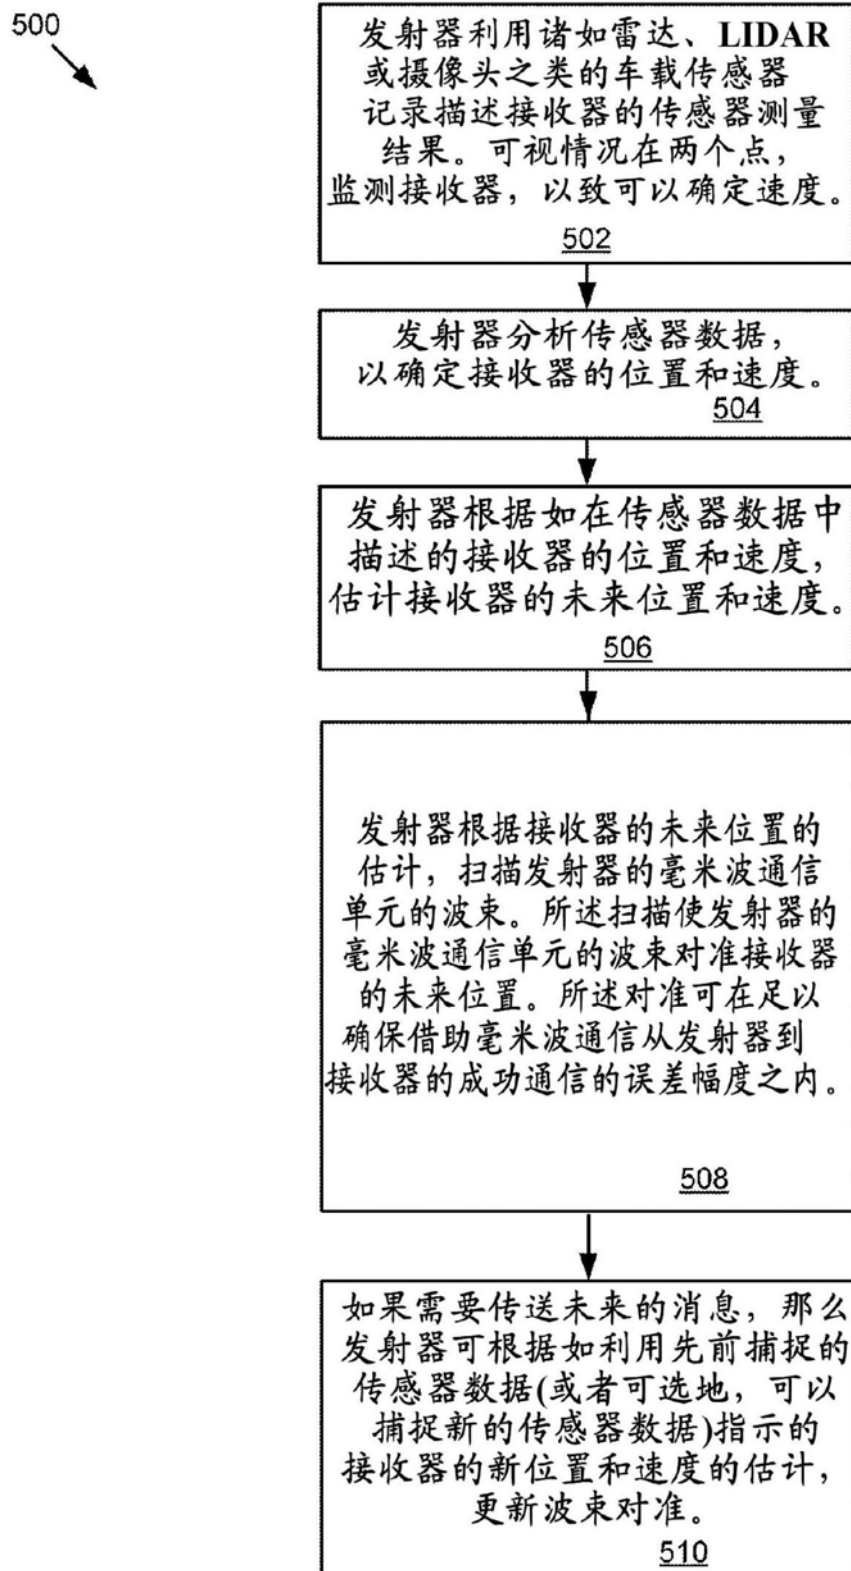 500
发射器利用诸如雷达、LIDAR
或摄像头之类的车载传感器
记录描述接收器的传感器测量
结果。可视情况在两个点，
监测接收器，以致可以确定速度。
502
发射器分析传感器数据，
以确定接收器的位置和速度。
504
发射器根据如在传感器数据中
描述的接收器的位置和速度，
估计接收器的未来位置和速度。
506
发射器根据接收器的未来位置的
估计，扫描发射器的毫米波通信
单元的波束。所述扫描使发射器的
毫米波通信单元的波束对准接收器
的未来位置。所述对准可在足以
确保借助毫米波通信从发射器到
接收器的成功通信的误差幅度之内。
508
如果需要传送未来的消息，那么
发射器可根据如利用先前捕捉的
传感器数据(或者可选地，可以
捕捉新的传感器数据)指示的
接收器的新位置和速度的估计，
更新波束对准。
510